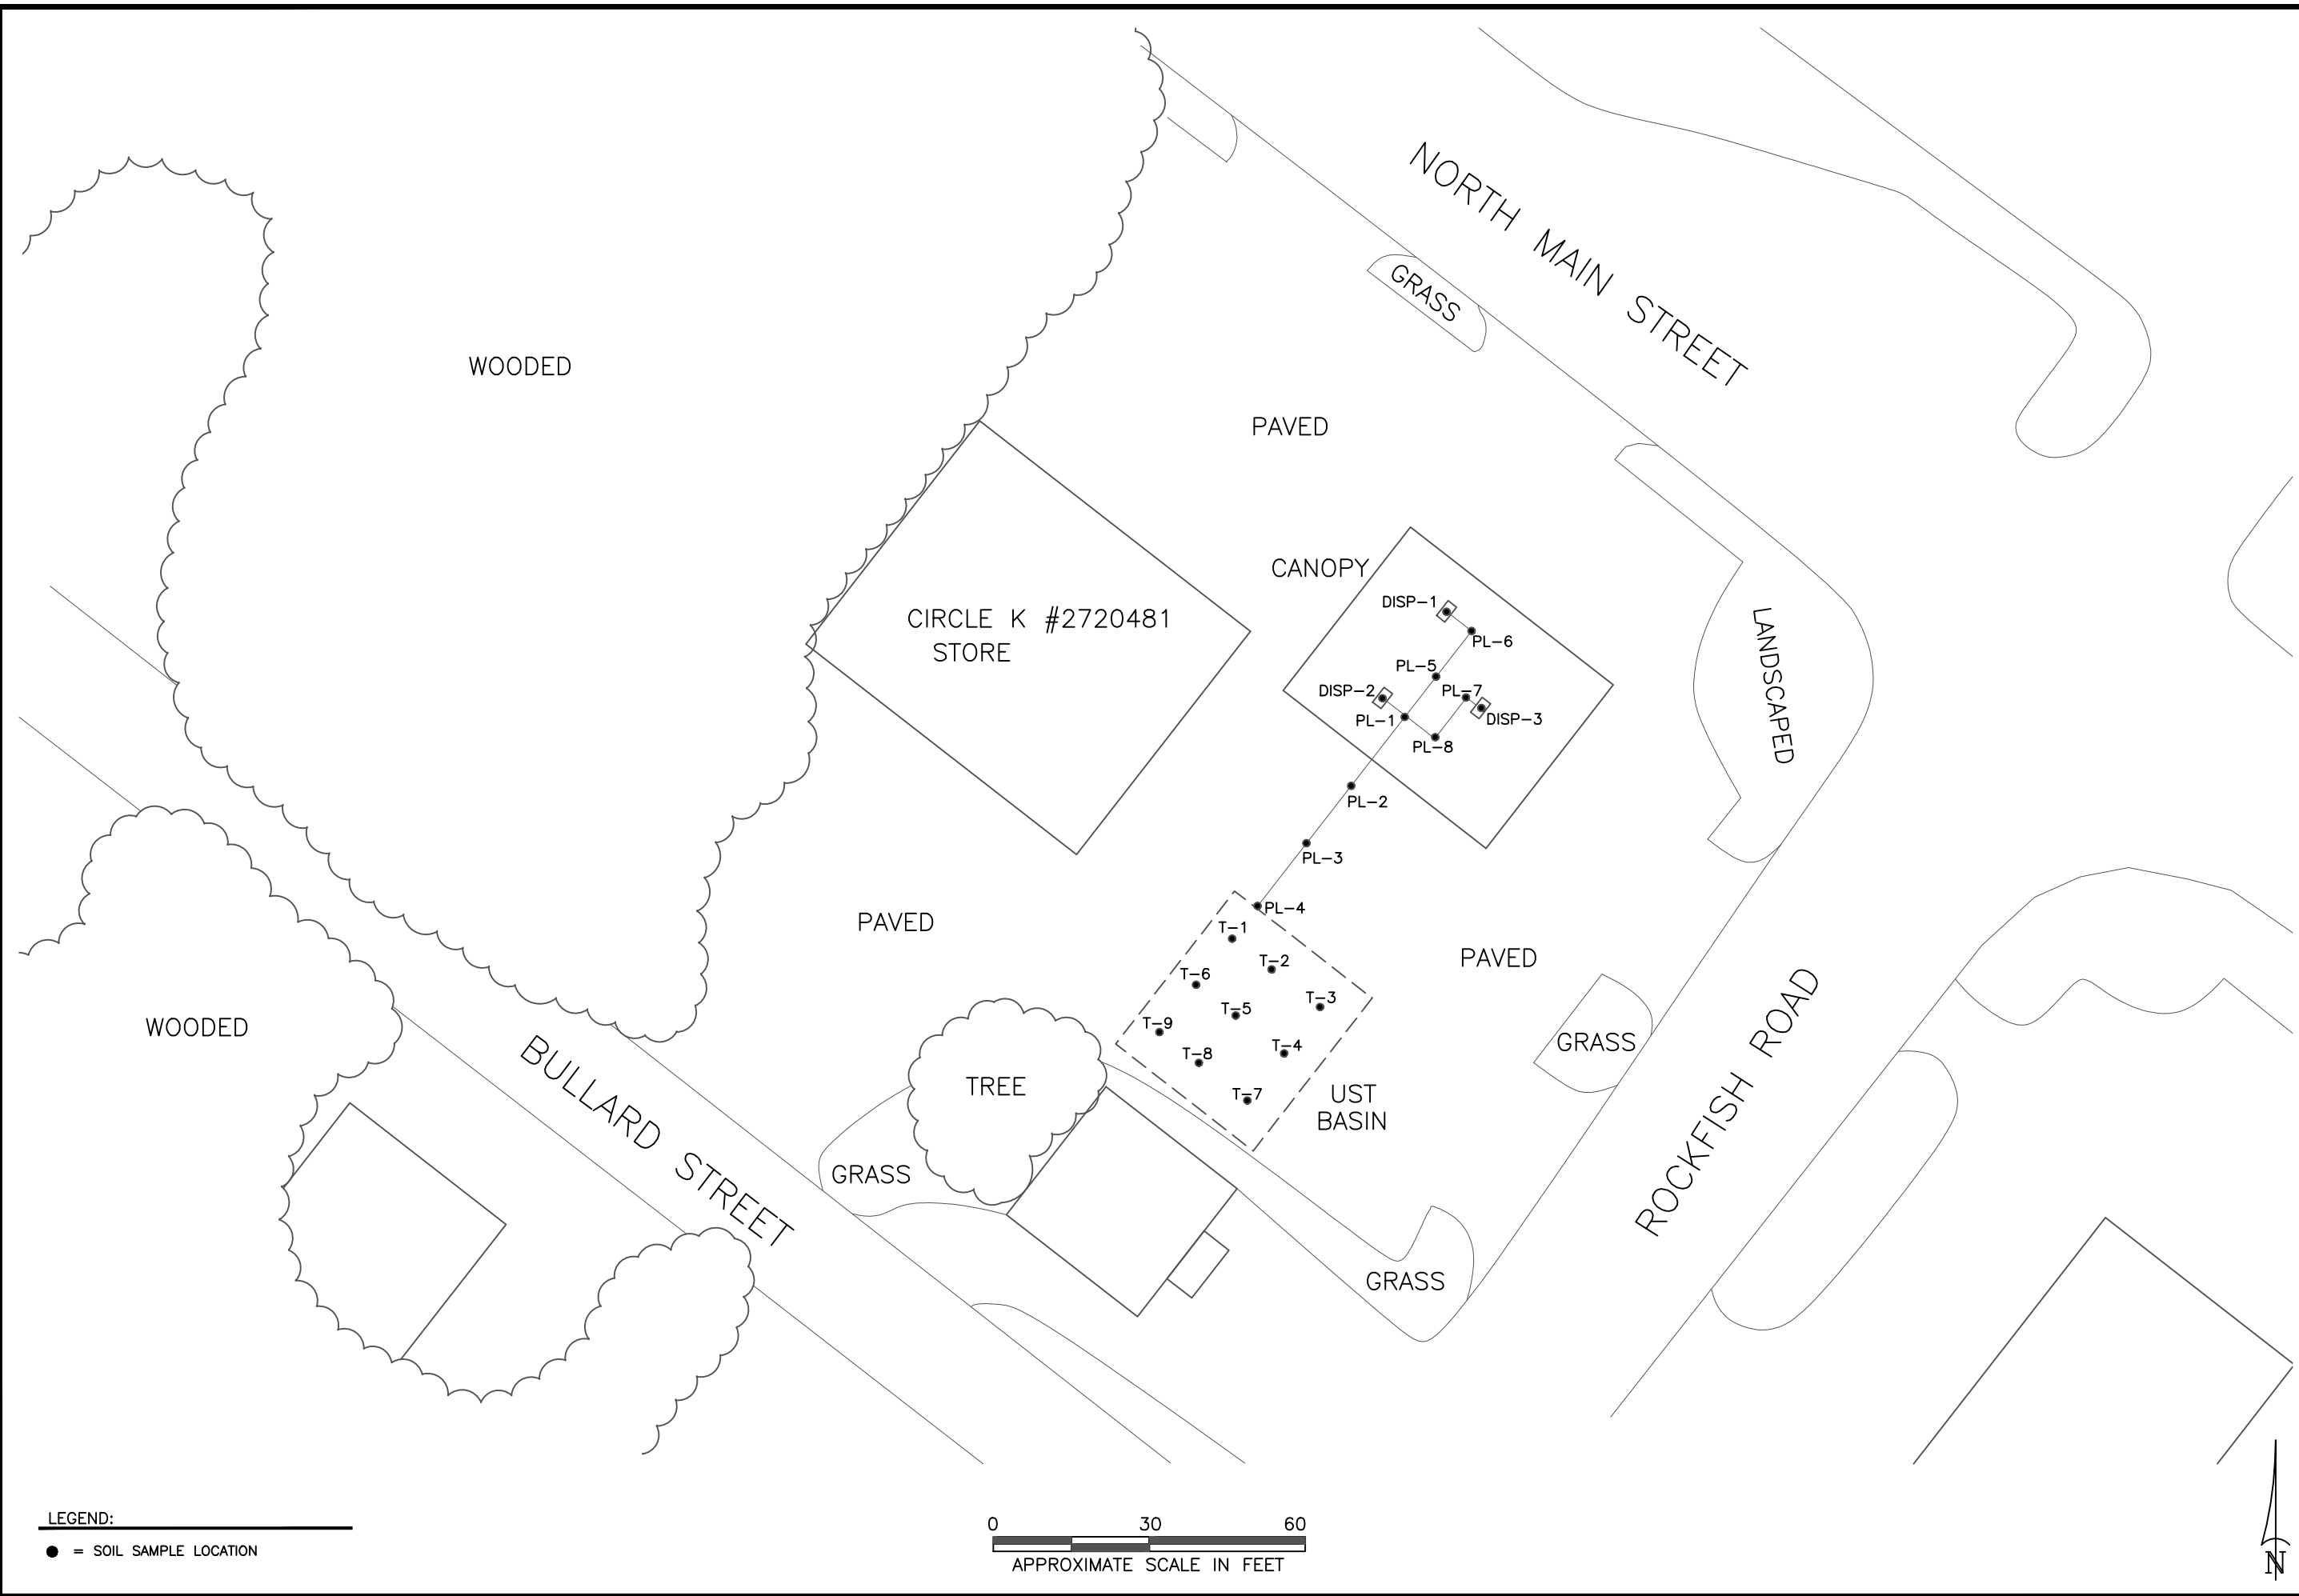 NORTH MAIN STREET
GRASS
WOODED
PAVED
CANOPY
DISP-1
CIRCLE K #2720481
STORE
PL-6
PL-5
DISP-2
PL-7
PL-1
DISP-3
PL-8
LANDSCAPED
PL-2
PL-3
PAVED
PL-4
T-1
PAVED
T-2
T-6
T-3
T-5
T-9
T-4
T-8
T-7
WOODED
GRASS
BULLARD STREET
TREE
UST
BASIN
ROCKFISH ROAD
GRASS
GRASS
LEGEND:
= SOIL SAMPLE LOCATION
0 30 60
APPROXIMATE SCALE IN FEET
N